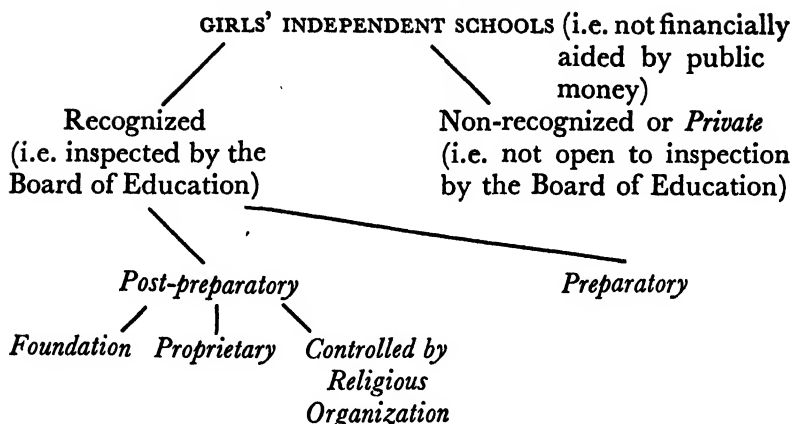 GIRLS' INDEPENDENT SCHOOLS (i.e. not financially
aided by public
money)
Recognized
(i.e. inspected by the
Board of Education)
Non-recognized or Private
(i.e. not open to inspection
by the Board of Education)
Post-preparatory
Preparatory
Foundation
Proprietary
Controlled by
Religious
Organization